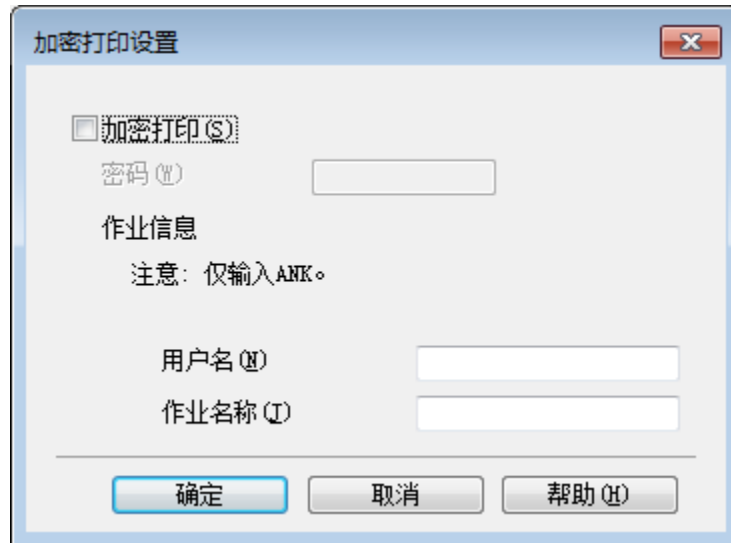 加密打印设置
加密打印(S)
密码(W)
作业信息
注意: 仅输入ANK。
用户名(N)
作业名称(J)
确定 取消 帮助(H)